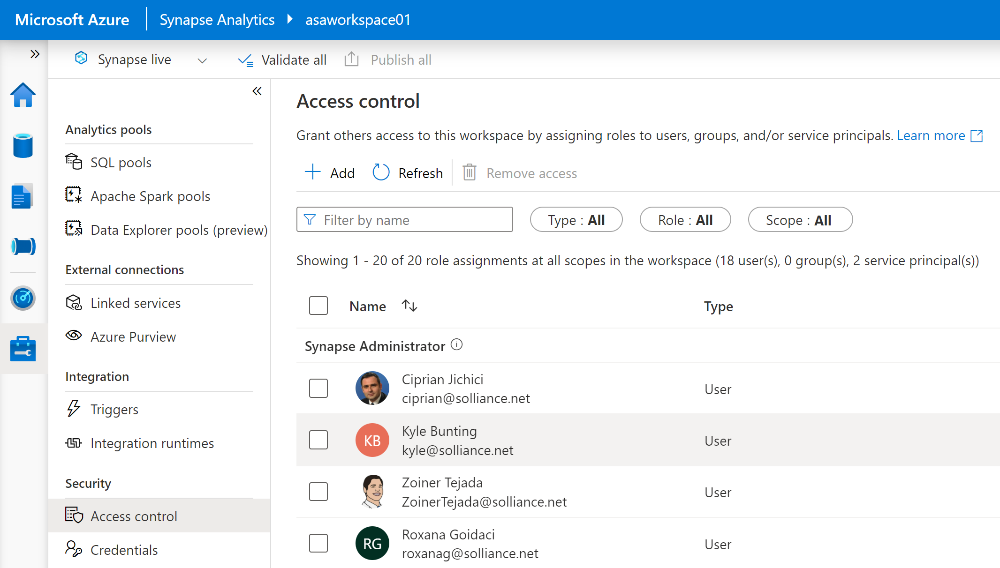 Microsoft Azure | Synapse Analytics asaworkspace01
Synapse live Validate all Publish all
Analytics pools
SQL pools
Apache Spark pools
Data Explorer pools (preview)
External connections
Linked services
Azure Purview
Integration
Triggers
Integration runtimes
Security
Access control
Credentials
Access control
Grant others access to this workspace by assigning roles to users, groups, and/or service principals. Learn more
Add Refresh Remove access
Filter by name Type : All Role : All Scope : All
Showing 1 - 20 of 20 role assignments at all scopes in the workspace (18 user(s), 0 group(s), 2 service principal(s))
Name Type
Synapse Administrator
Ciprian Jichici
ciprian@solliance.net
User
KB
Kyle Bunting
kyle@solliance.net
User
Zoiner Tejada
ZoinerTejada@solliance.net
User
RG
Roxana Goidaci
roxanag@solliance.net
User